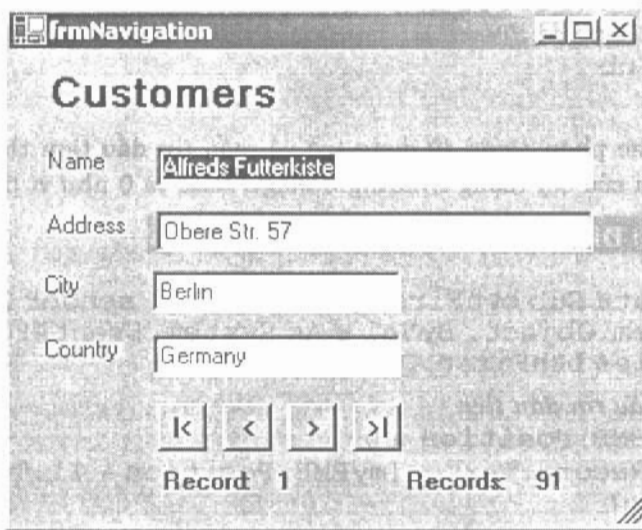 frmNavigation
Customers
Name Alfreds Futterkiste
Address Obere Str. 57
City Berlin
Country Germany
|< < > >|
Record: 1 Records: 91